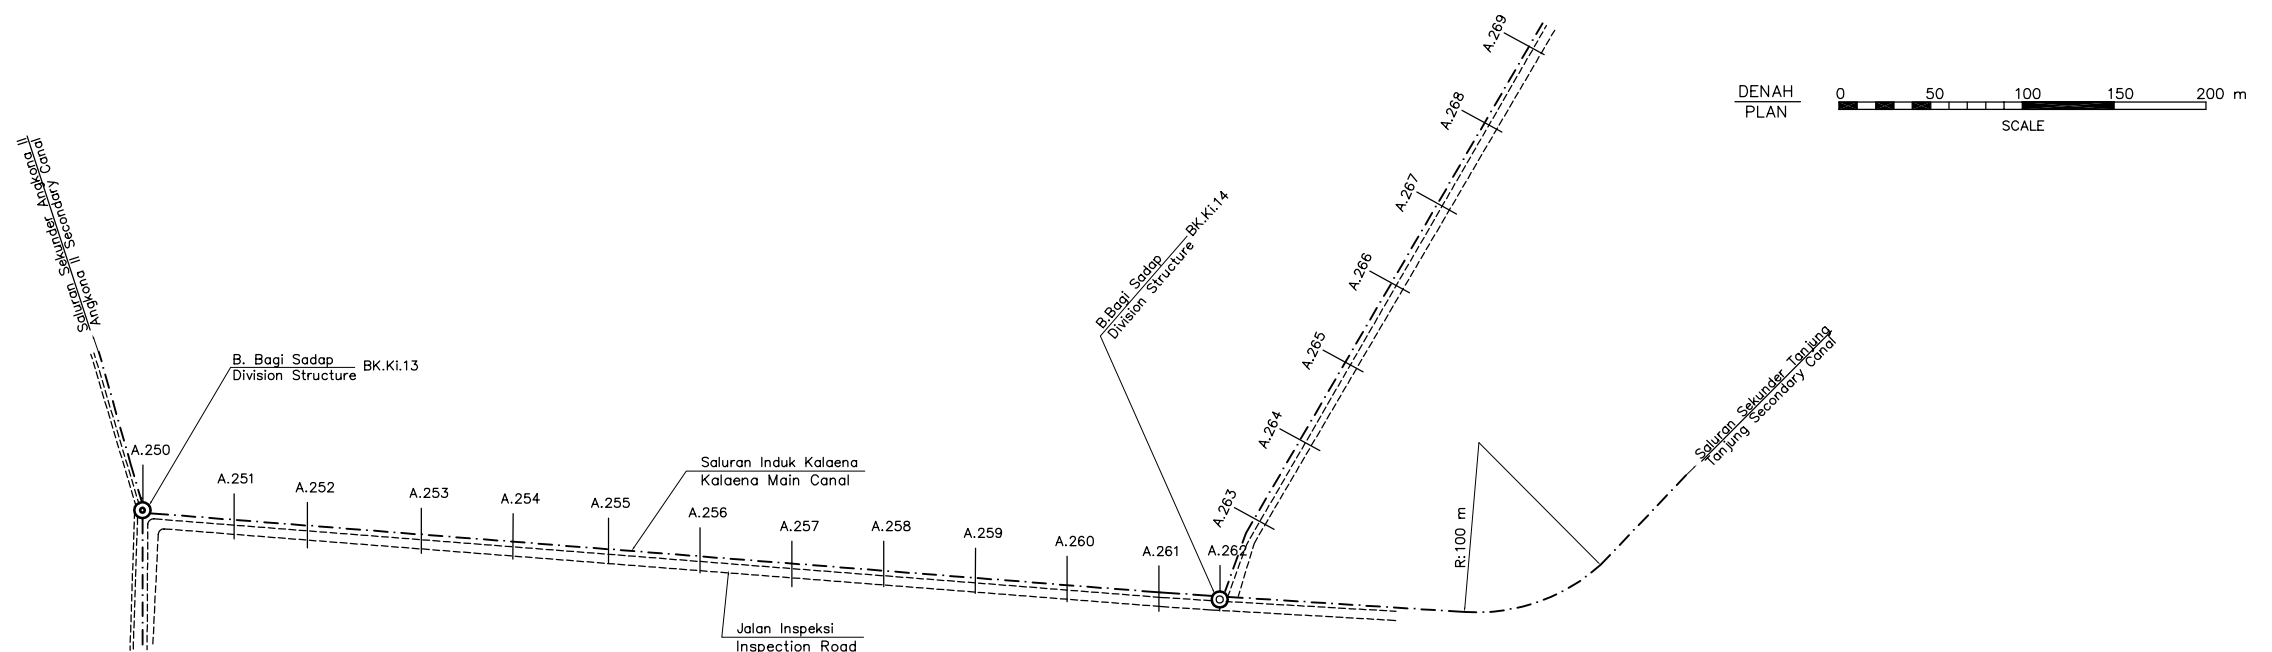 Saluran Sekunder Angkona II
Angkona II Secondary Canal
B. Bagi Sadap
Division Structure
BK.Ki.13
A.250
A.251
A.252
A.253
A.254
A.255
A.256
A.257
A.258
A.259
A.260
A.261
A.262
Saluran Induk Kalaena
Kalaena Main Canal
Jalan Inspeksi
Inspection Road
B.Bagi Sadap
Division Structure
BK.Ki.14
A.263
A.264
A.265
A.266
A.267
A.268
A.269
R:100 m
Saluran Sekunder Tanjung
Tanjung Secondary Canal
DENAH
PLAN
0 50 100 150 200 m
SCALE